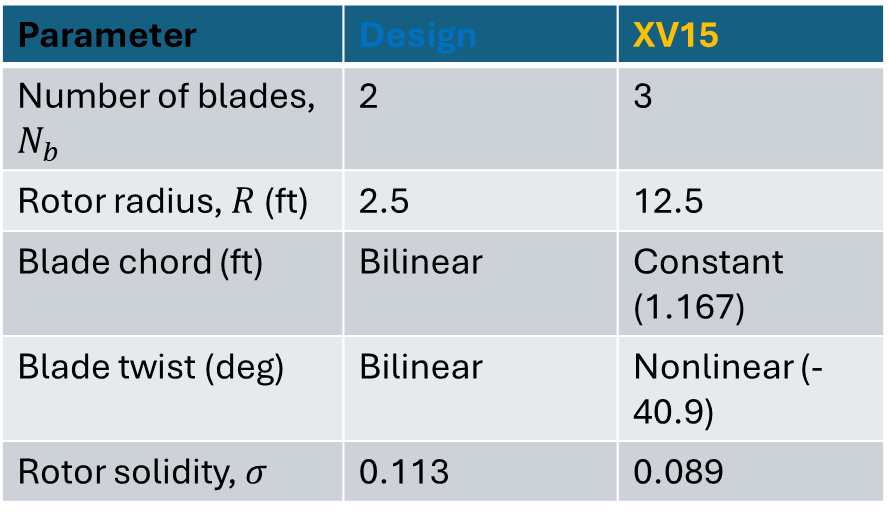 Parameter Design XV15
Number of blades, 2 3
N_b
Rotor radius, R (ft) 2.5 12.5
Blade chord (ft) Bilinear Constant
(1.167)
Blade twist (deg) Bilinear Nonlinear (-
40.9)
Rotor solidity, σ 0.113 0.089